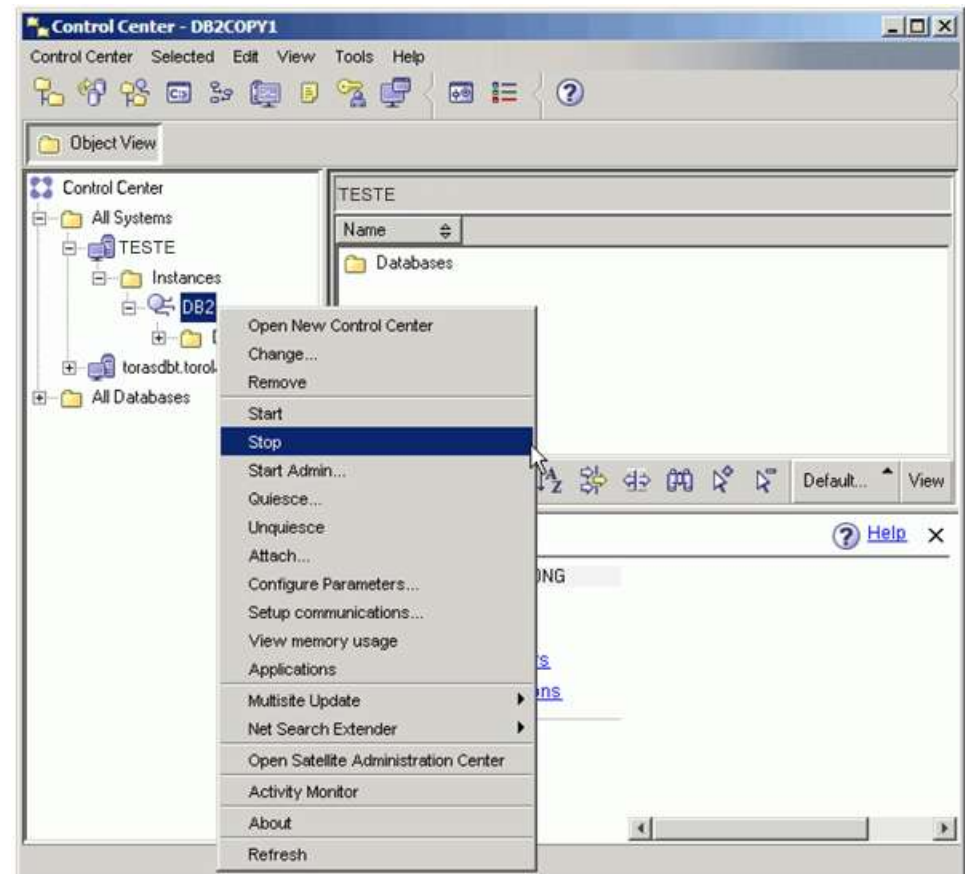 Control Center - DB2COPY1
Control Center Selected Edit View Tools Help
Object View
Control Center
All Systems
TESTE
Instances
DB2
torasdbt.torol
All Databases
TESTE
Name
Databases
Open New Control Center
Change...
Remove
Start
Stop
Start Admin...
Quiesce...
Unquiesce
Attach...
Configure Parameters...
Setup communications...
View memory usage
Applications
Multisite Update
Net Search Extender
Open Satellite Administration Center
Activity Monitor
About
Refresh
Default... View
Help